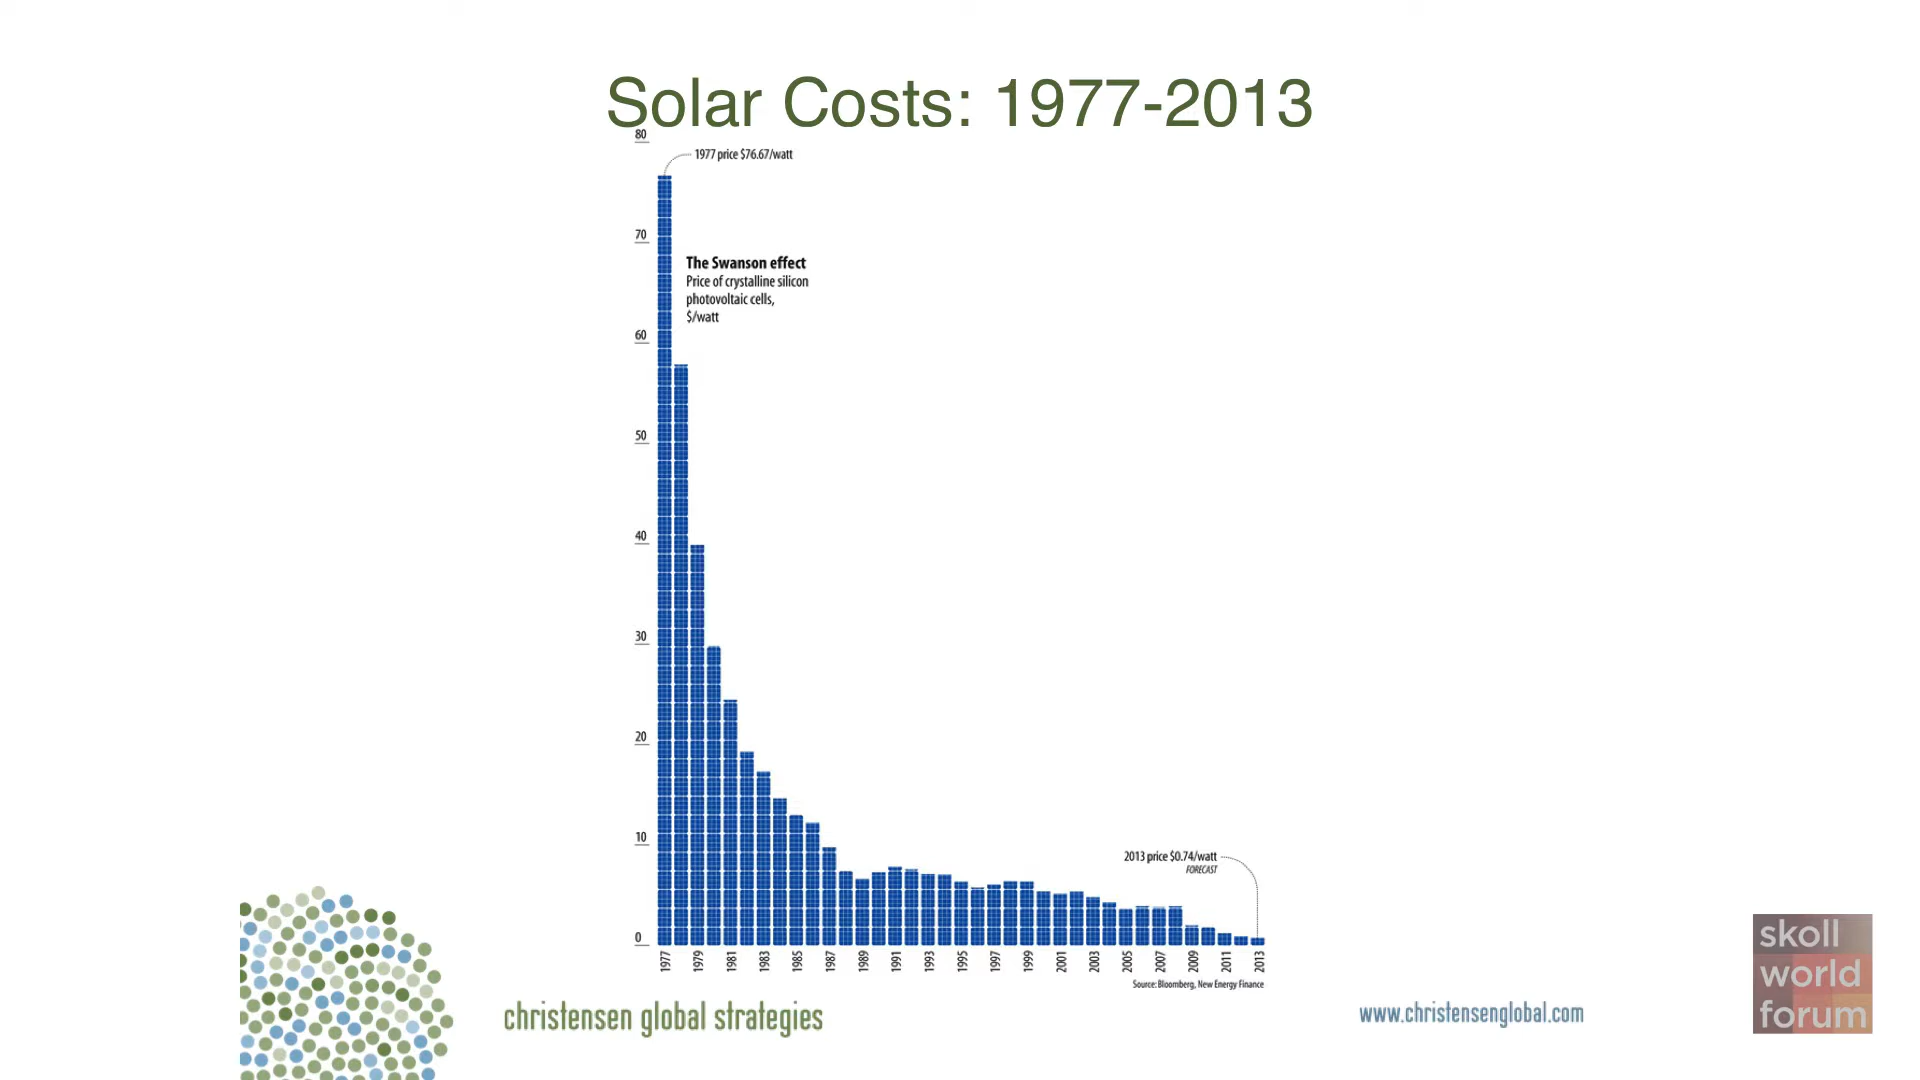 Solar Costs: 1977-2013
80
1977 price $76.67/watt
70
The Swanson effect
Price of crystalline silicon
photovoltaic cells,
$/watt
60
50
40
30
20
10
2013 price $0.74/watt
FORECAST
0
1977 1979 1981 1983 1985 1987 1989 1991 1993 1995 1997 1999 2001 2003 2005 2007 2009 2011 2013
Source: Bloomberg, New Energy Finance
christensen global strategies
www.christensenglobal.com
skoll
world
forum